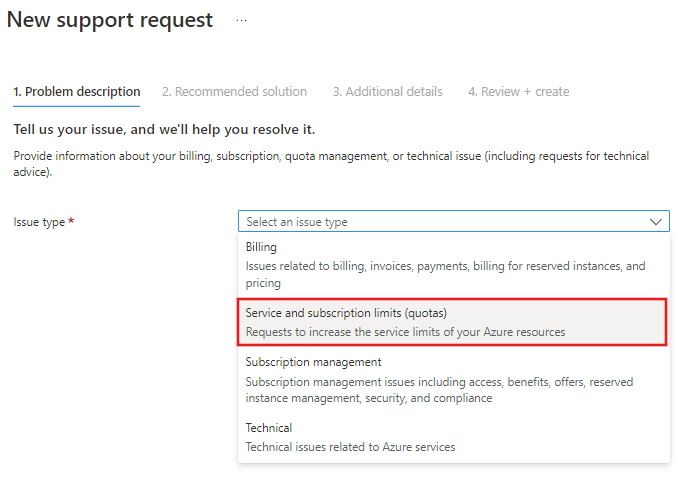 New support request ...
1. Problem description 2. Recommended solution 3. Additional details 4. Review + create
Tell us your issue, and we'll help you resolve it.
Provide information about your billing, subscription, quota management, or technical issue (including requests for technical
advice).
Issue type * Select an issue type
Billing
Issues related to billing, invoices, payments, billing for reserved instances, and
pricing
Service and subscription limits (quotas)
Requests to increase the service limits of your Azure resources
Subscription management
Subscription management issues including access, benefits, offers, reserved
instance management, security, and compliance
Technical
Technical issues related to Azure services